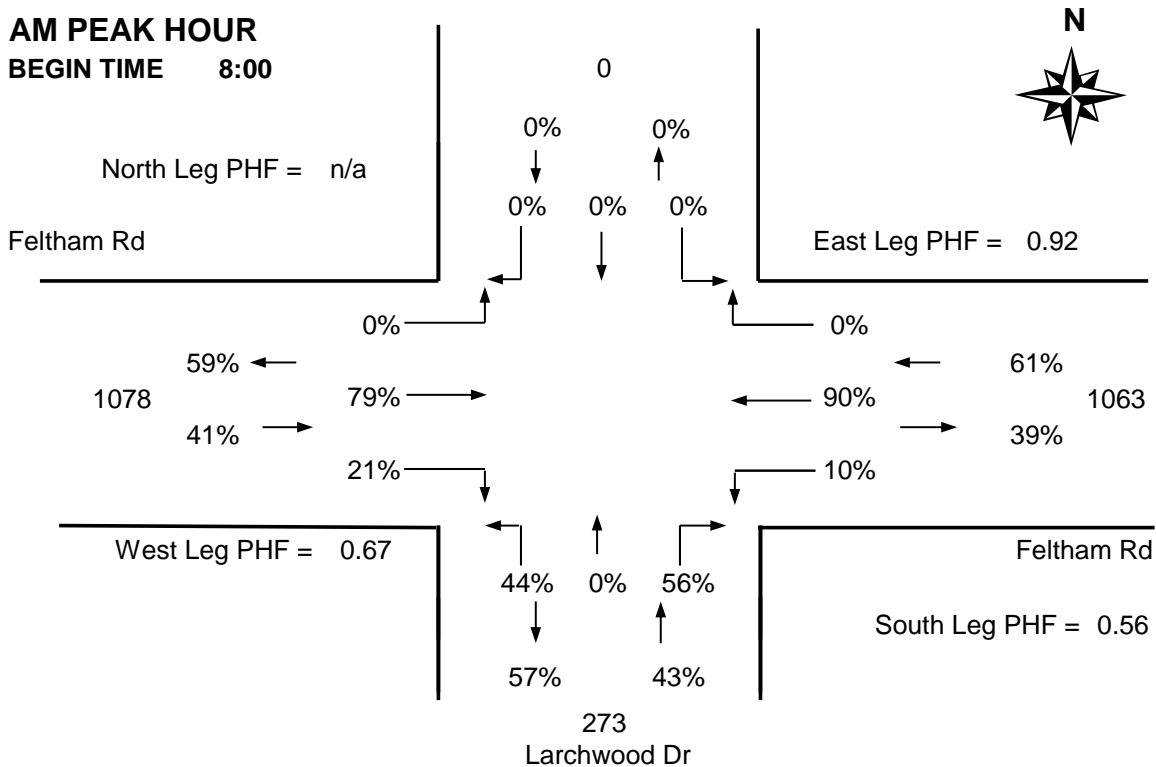 AM PEAK HOUR
N
BEGIN TIME 8:00
0
0% 0%
North Leg PHF = n/a
0% 0% 0%
Feltham Rd
East Leg PHF = 0.92
0% 0%
59% 61%
1078 79% 90% 1063
41% 39%
21% 10%
West Leg PHF = 0.67
Feltham Rd
44% 0% 56%
South Leg PHF = 0.56
57% 43%
273
Larchwood Dr